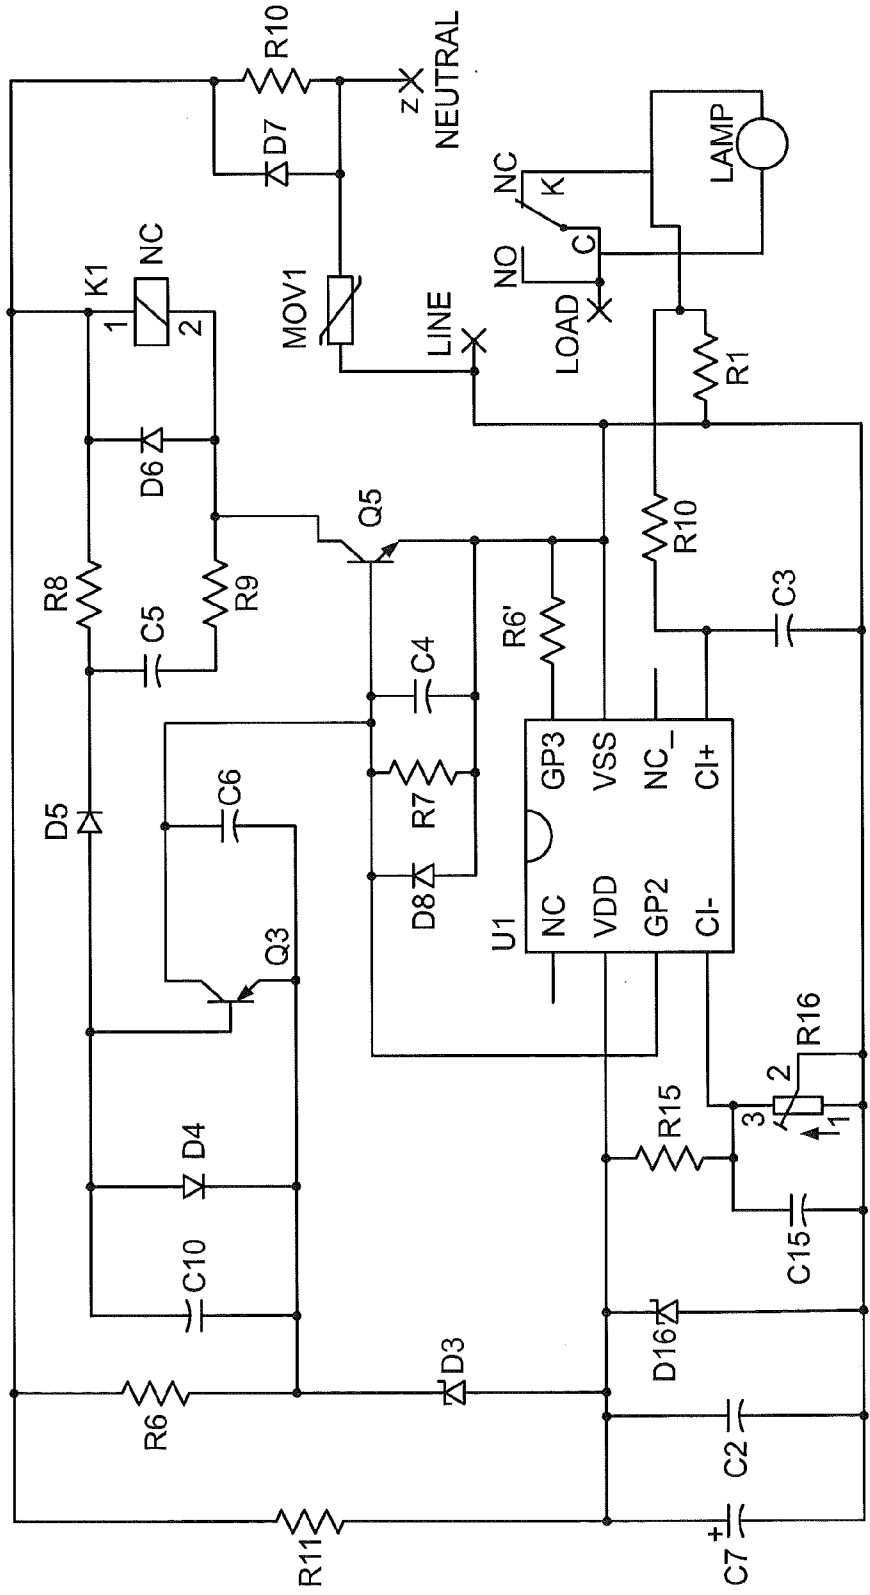 R10
D7
z
NEUTRAL
NC
K1
1
2
MOV1
LINE
NC
K
NO
C
LOAD
LAMP
R1
R8
D6
C5
R9
Q5
R10
D5
C6
C4
R7
D8
R6'
C3
Q3
U1
GP3
VSS
NC_
CI+
NC
VDD
GP2
CI-
D4
C10
R15
R16
3
2
1
C15
R6
D3
D16
R11
C2
+
C7